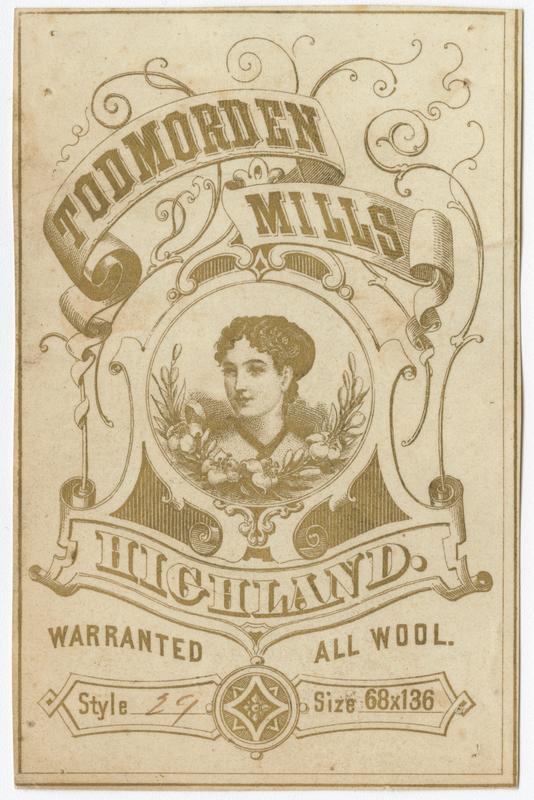 TODMORDEN
MILLS
HIGHLAND.
WARRANTED ALL WOOL.
Style 29 Size 68x136